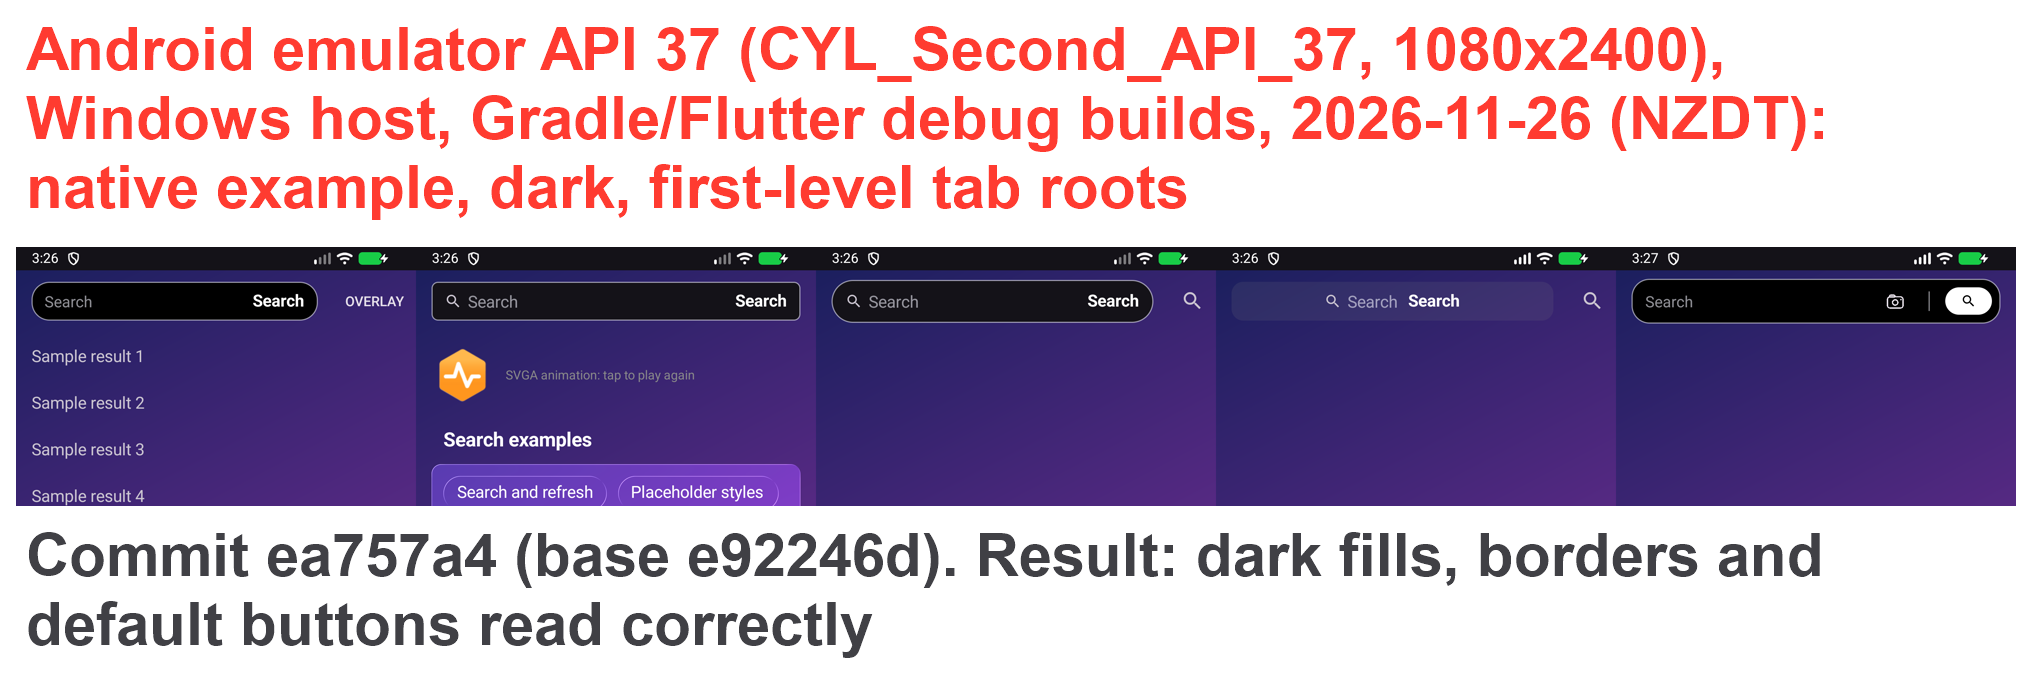 Android emulator API 37 (CYL_Second_API_37, 1080x2400),
Windows host, Gradle/Flutter debug builds, 2026-11-26 (NZDT):
native example, dark, first-level tab roots
3:26
Search Search OVERLAY
Sample result 1
Sample result 2
Sample result 3
Sample result 4
3:26
Search Search
SVGA animation: tap to play again
Search examples
Search and refresh Placeholder styles
3:26
Search Search
3:26
Search Search
3:27
Search
Commit ea757a4 (base e92246d). Result: dark fills, borders and
default buttons read correctly